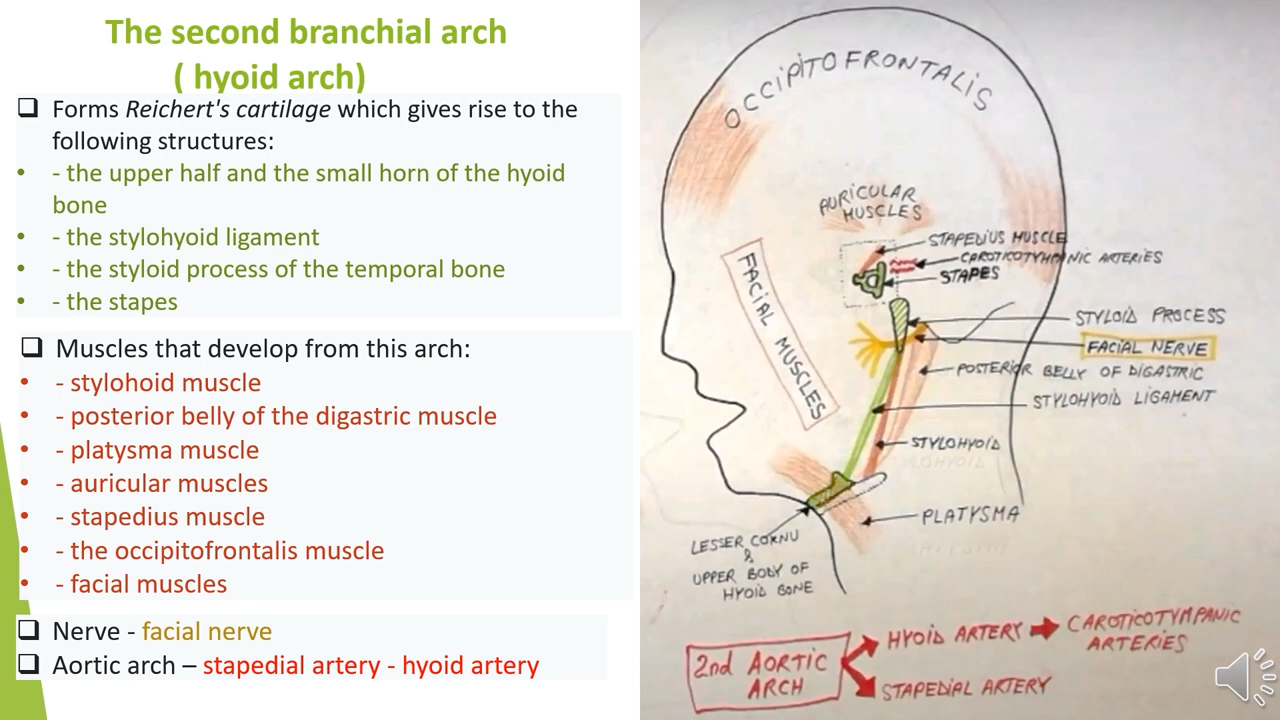 The second branchial arch
( hyoid arch)
❑ Forms Reichert's cartilage which gives rise to the
following structures:
• - the upper half and the small horn of the hyoid
bone
• - the stylohyoid ligament
• - the styloid process of the temporal bone
• - the stapes
❑ Muscles that develop from this arch:
• - stylohoid muscle
• - posterior belly of the digastric muscle
• - platysma muscle
• - auricular muscles
• - stapedius muscle
• - the occipitofrontalis muscle
• - facial muscles
❑ Nerve - facial nerve
❑ Aortic arch – stapedial artery - hyoid artery
OCCIPITOFRONTALIS
AURICULAR
MUSCLES
STAPEDIUS MUSCLE
CAROTICOTYMPANIC ARTERIES
STAPES
FACIAL MUSCLES
STYLOID PROCESS
FACIAL NERVE
POSTERIOR BELLY OF DIGASTRIC
STYLOHYOID LIGAMENT
STYLOHYOID
PLATYSMA
LESSER CORNU
&
UPPER BODY OF
HYOID BONE
2nd AORTIC
ARCH
HYOID ARTERY
CAROTICOTYMPANIC
ARTERIES
STAPEDIAL ARTERY